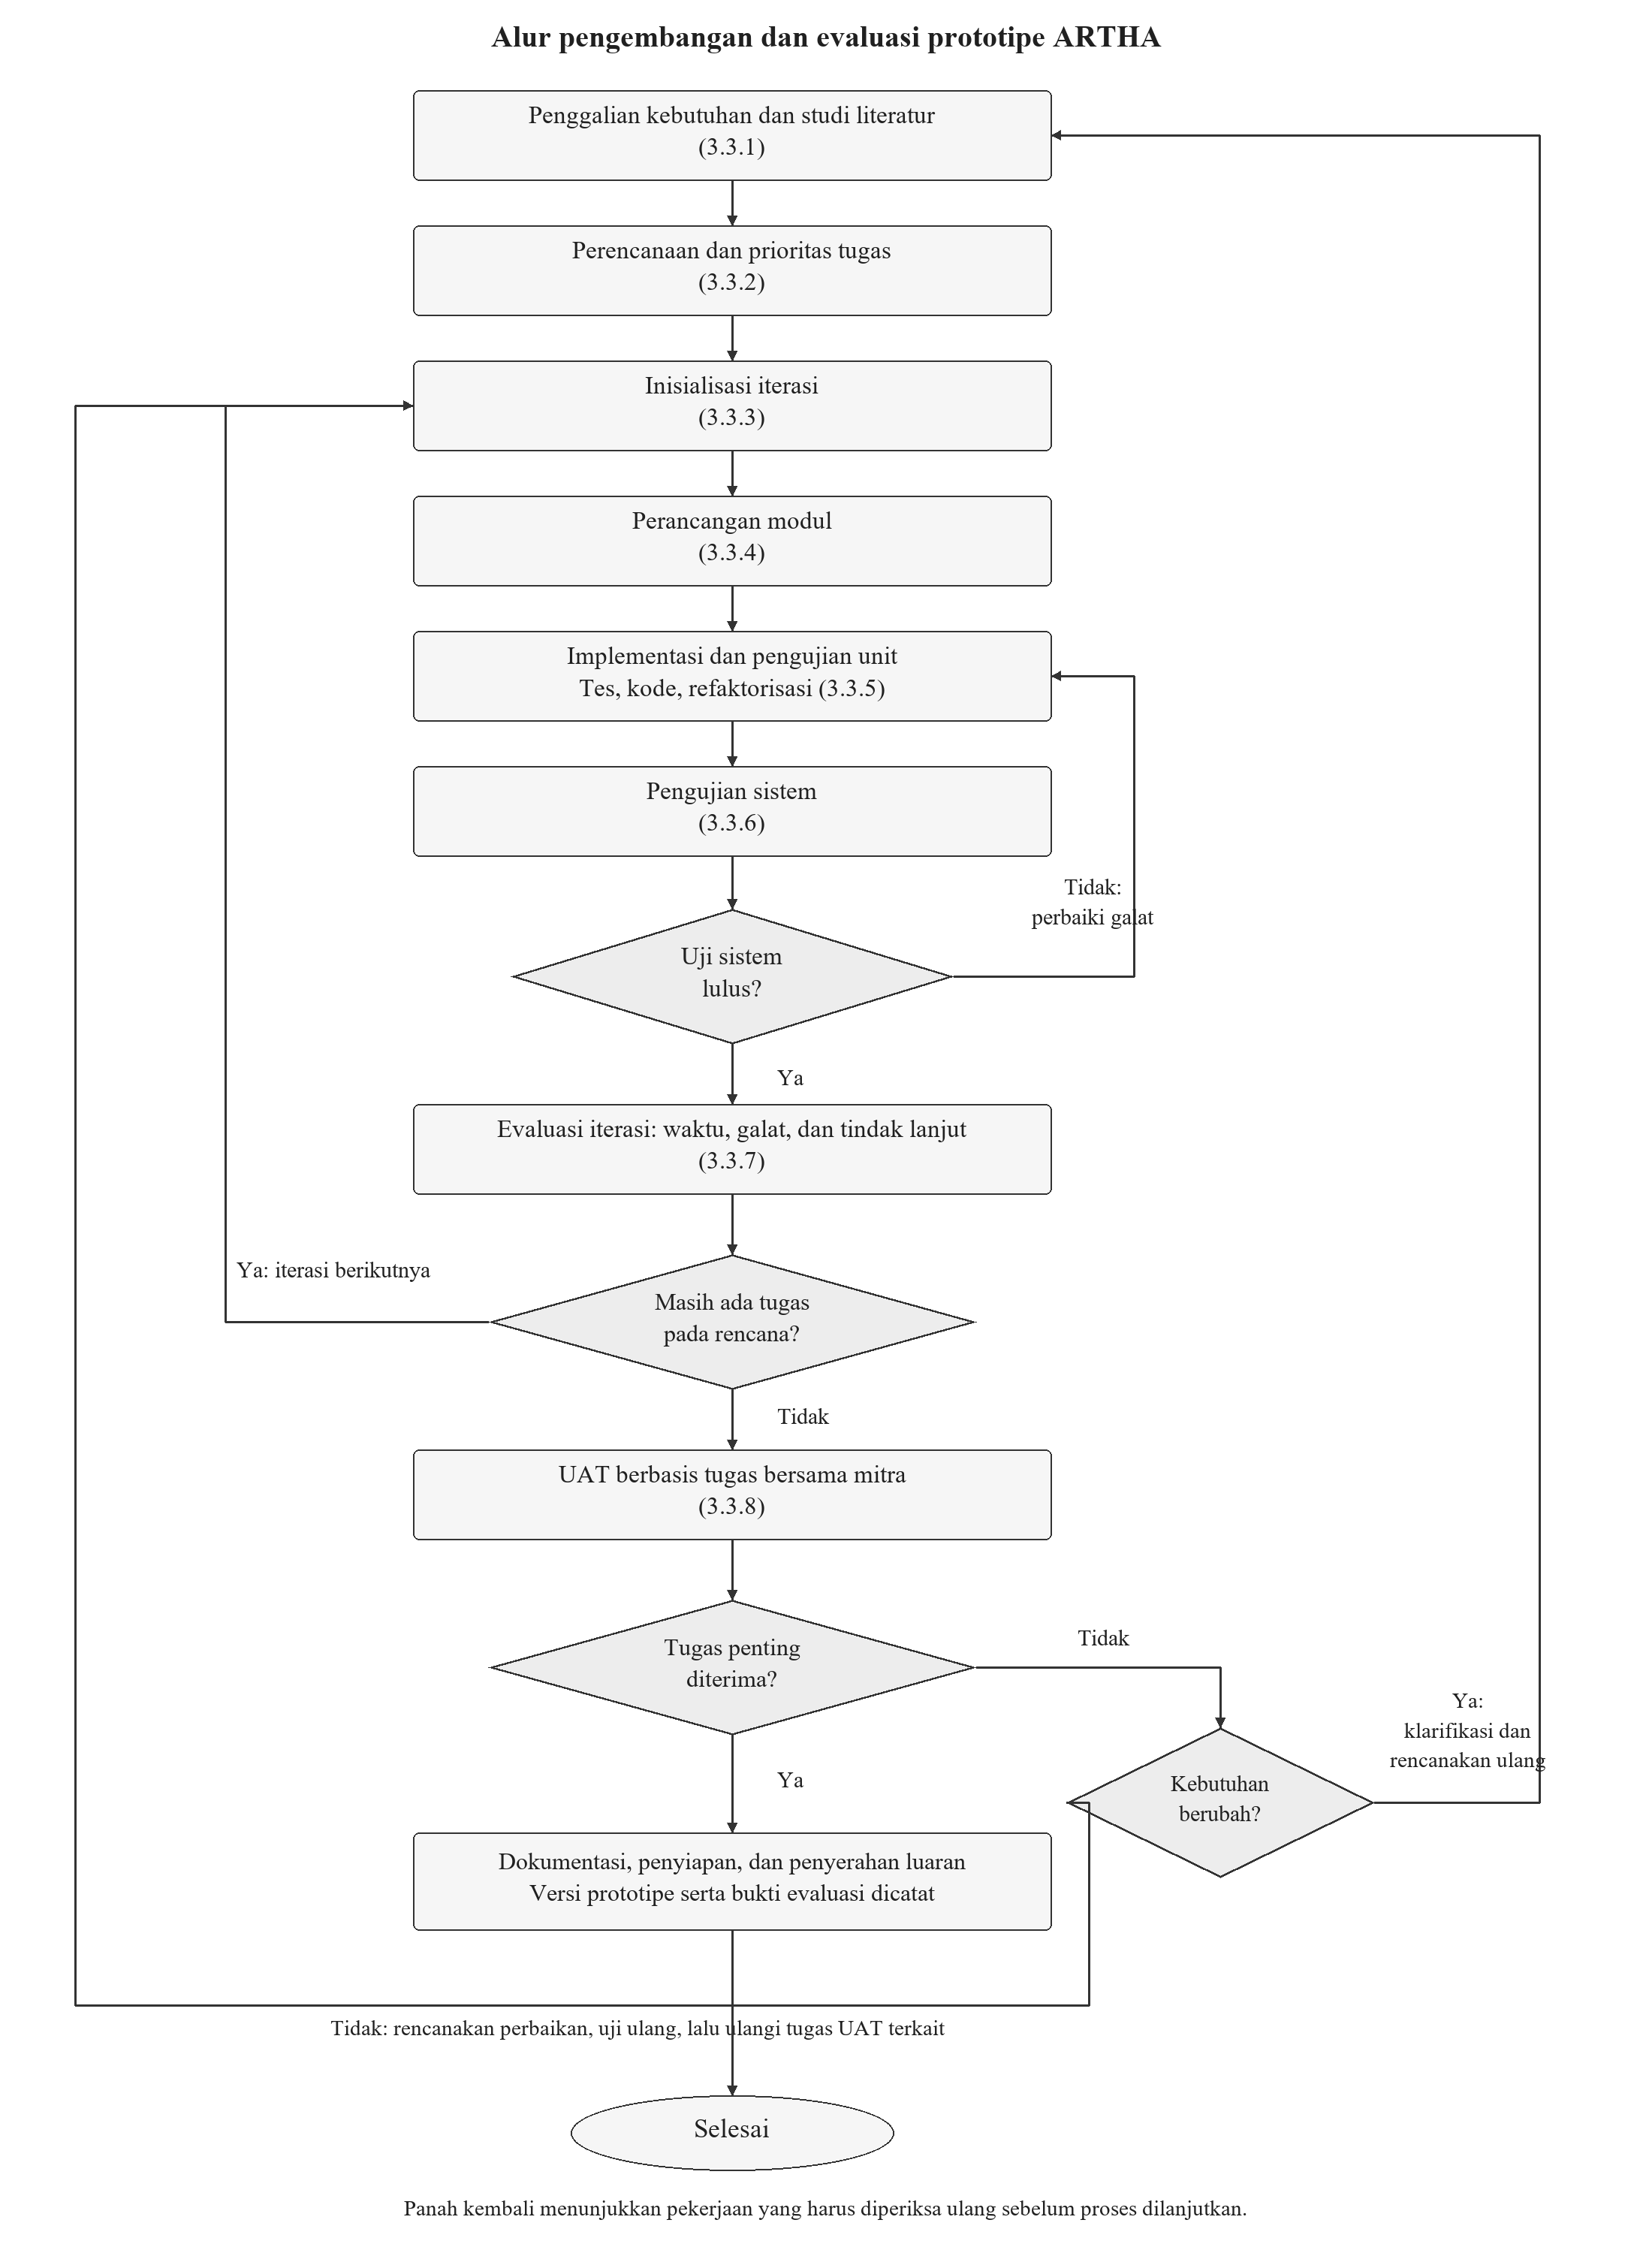 Alur pengembangan dan evaluasi prototipe ARTHA
Penggalian kebutuhan dan studi literatur
(3.3.1)
Perencanaan dan prioritas tugas
(3.3.2)
Inisialisasi iterasi
(3.3.3)
Perancangan modul
(3.3.4)
Implementasi dan pengujian unit
Tes, kode, refaktorisasi (3.3.5)
Pengujian sistem
(3.3.6)
Tidak:
perbaiki galat
Uji sistem
lulus?
Ya
Evaluasi iterasi: waktu, galat, dan tindak lanjut
(3.3.7)
Ya: iterasi berikutnya
Masih ada tugas
pada rencana?
Tidak
UAT berbasis tugas bersama mitra
(3.3.8)
Tugas penting
diterima?
Tidak
Ya:
klarifikasi dan
rencanakan ulang
Kebutuhan
berubah?
Ya
Dokumentasi, penyiapan, dan penyerahan luaran
Versi prototipe serta bukti evaluasi dicatat
Tidak: rencanakan perbaikan, uji ulang, lalu ulangi tugas UAT terkait
Selesai
Panah kembali menunjukkan pekerjaan yang harus diperiksa ulang sebelum proses dilanjutkan.